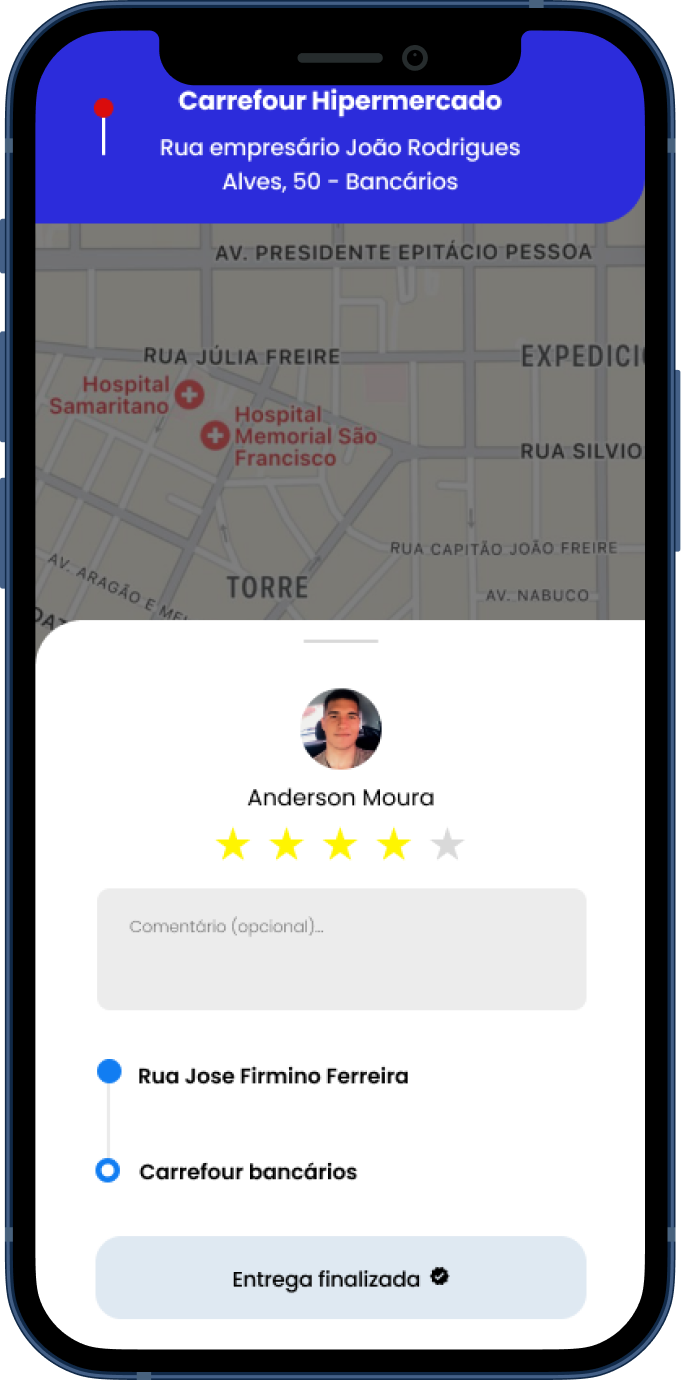 Carrefour Hipermercado
Rua empresário João Rodrigues
Alves, 50 - Bancários
AV. PRESIDENTE EPITÁCIO PESSOA
RUA JÚLIA FREIRE
EXPEDICI
Hospital
Samaritano
Hospital
Memorial São
Francisco
RUA SILVIO
RUA CAPITÃO JOÃO FREIRE
TORRE
AV. NABUCO
AV. ARAGÃO E MEL
Anderson Moura
Comentário (opcional)...
Rua Jose Firmino Ferreira
Carrefour bancários
Entrega finalizada